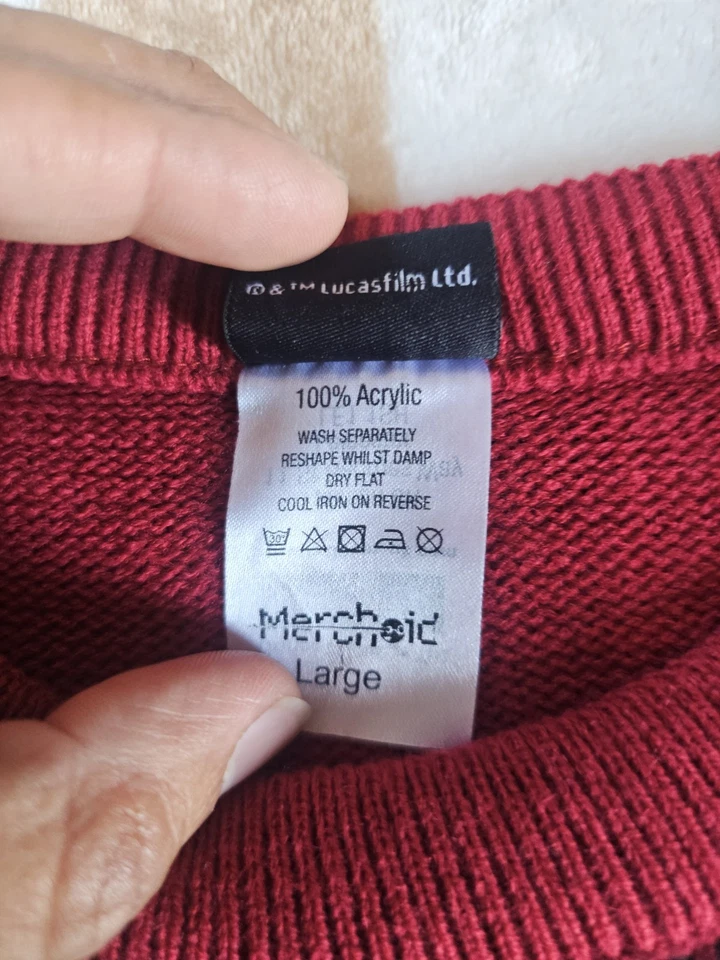 ® & ™ Lucasfilm Ltd.
100% Acrylic
WASH SEPARATELY
RESHAPE WHILST DAMP
DRY FLAT
COOL IRON ON REVERSE
30°
Merchoid
Large